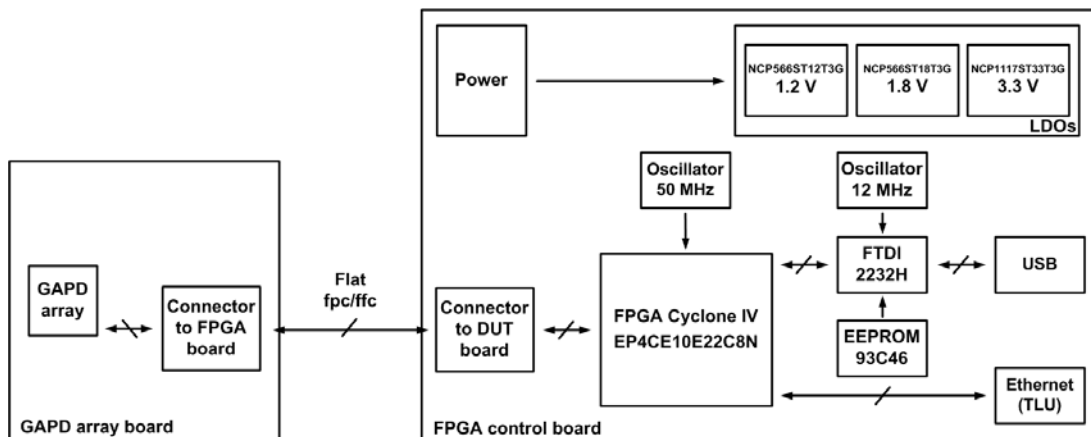 Power
NCP566ST12T3G
1.2 V
NCP566ST18T3G
1.8 V
NCP1117ST33T3G
3.3 V
LDOs
Oscillator
50 MHz
Oscillator
12 MHz
GAPD
array
Connector
to FPGA
board
Flat
fpc/ffc
Connector
to DUT
board
FPGA Cyclone IV
EP4CE10E22C8N
FTDI
2232H
USB
EEPROM
93C46
Ethernet
(TLU)
GAPD array board
FPGA control board